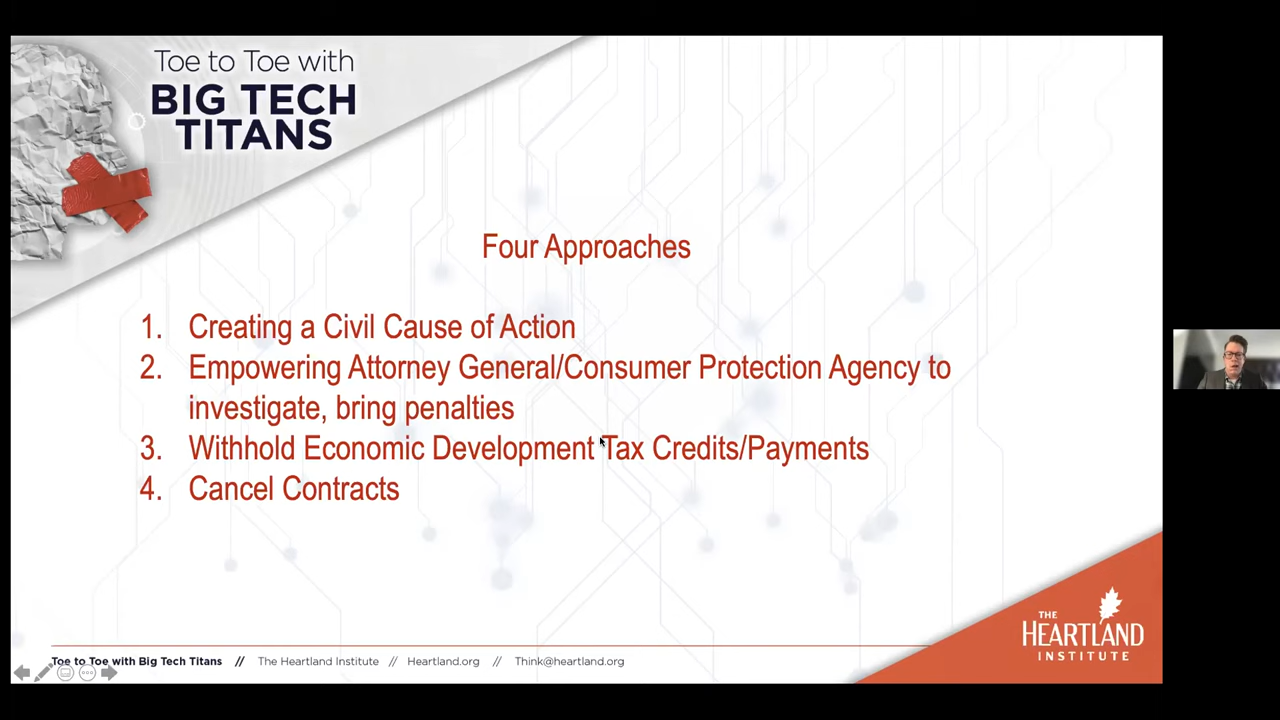 Toe to Toe with
BIG TECH
TITANS
Four Approaches
1. Creating a Civil Cause of Action
2. Empowering Attorney General/Consumer Protection Agency to
investigate, bring penalties
3. Withhold Economic Development Tax Credits/Payments
4. Cancel Contracts
Toe to Toe with Big Tech Titans // The Heartland Institute // Heartland.org // Think@heartland.org
THE
HEARTLAND
INSTITUTE